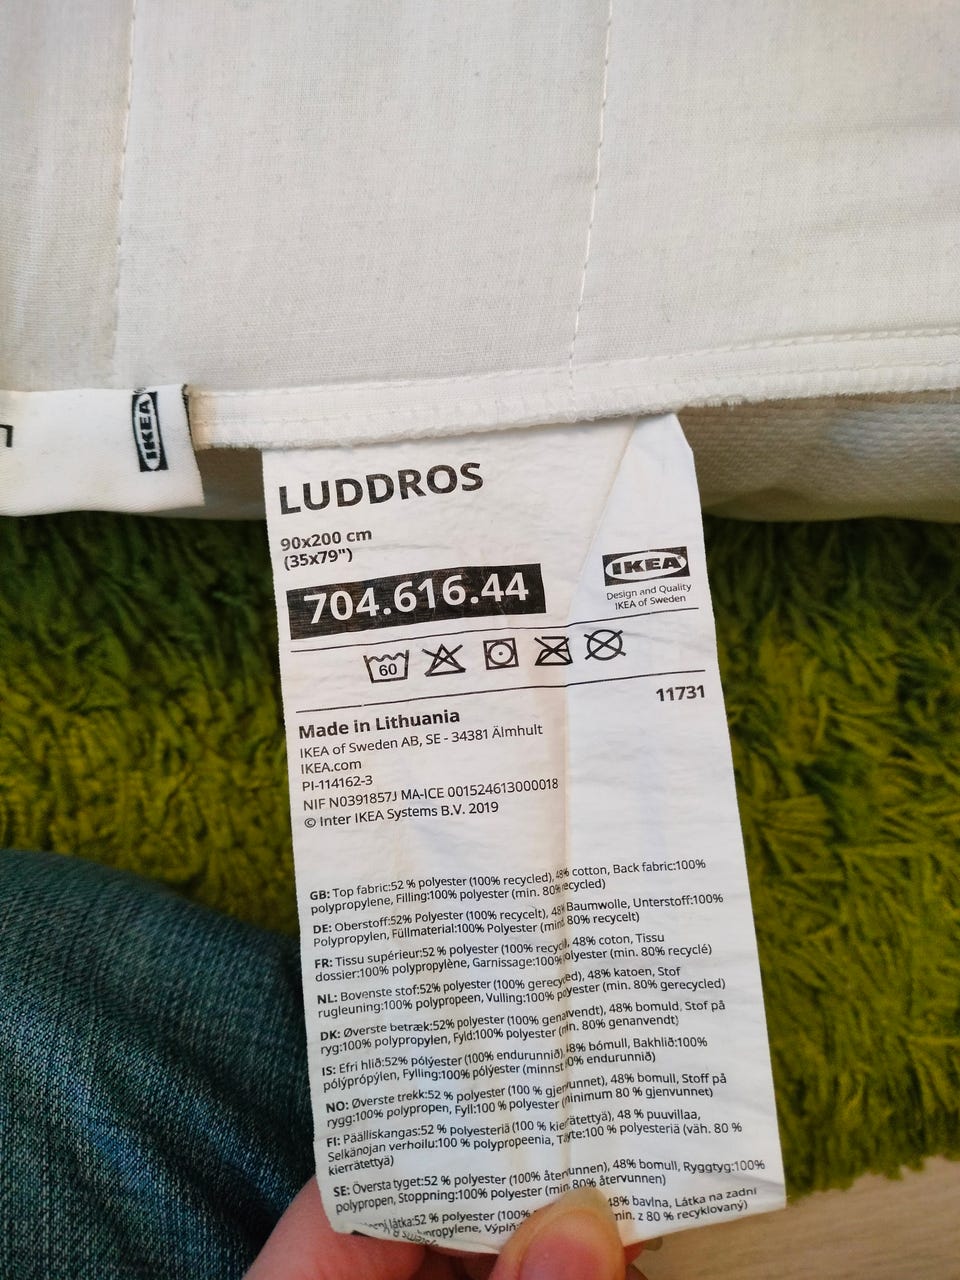 IKEA
LUDDROS
90x200 cm
(35x79")
704.616.44
IKEA
Design and Quality
IKEA of Sweden
60
11731
Made in Lithuania
IKEA of Sweden AB, SE - 34381 Älmhult
IKEA.com
PI-114162-3
NIF N0391857J MA-ICE 001524613000018
© Inter IKEA Systems B.V. 2019
GB: Top fabric:52 % polyester (100% recycled), 48% cotton, Back fabric:100%
polypropylene, Filling:100% polyester (min. 80% recycled)
DE: Oberstoff:52% Polyester (100% recycelt), 48% Baumwolle, Unterstoff:100%
Polypropylen, Füllmaterial:100% Polyester (mind. 80% recycelt)
FR: Tissu supérieur:52 % polyester (100% recyclé), 48% coton, Tissu
dossier:100% polypropylène, Garnissage:100% polyester (min. 80% recyclé)
NL: Bovenste stof:52% polyester (100% gerecycled), 48% katoen, Stof
rugleuning:100% polypropeen, Vulling:100% polyester (min. 80% gerecycled)
DK: Øverste betræk:52% polyester (100% genanvendt), 48% bomuld, Stof på
ryg:100% polypropylen, Fyld:100% polyester (min. 80% genanvendt)
IS: Efri hlið:52% pólýester (100% endurunnið), 48% bómull, Bakhlið:100%
pólýprópýlen, Fylling:100% pólýester (minnst 80% endurunnið)
NO: Øverste trekk:52 % polyester (100 % gjenvunnet), 48% bomull, Stoff på
rygg:100% polypropen, Fyll:100 % polyester (minimum 80 % gjenvunnet)
FI: Päälliskangas:52 % polyesteriä (100 % kierrätettyä), 48 % puuvillaa,
Selkänojan verhoilu:100 % polypropeenia, Täyte:100 % polyesteriä (väh. 80 %
kierrätettyä)
SE: Översta tyget:52 % polyester (100% återvunnen), 48% bomull, Ryggtyg:100%
polypropen, Stoppning:100% polyester (min 80% återvunnen)
látka:52 % polyester (100% 48% bavlna, Látka na zadní
Výplň: min. z 80 % recyklovaný)